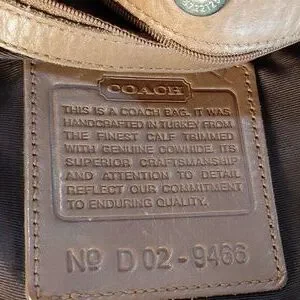 COACH
THIS IS A COACH BAG. IT WAS
HANDCRAFTED IN TURKEY FROM
THE FINEST CALF TRIMMED
WITH GENUINE COWHIDE. ITS
SUPERIOR CRAFTSMANSHIP
AND ATTENTION TO DETAIL
REFLECT OUR COMMITMENT
TO ENDURING QUALITY.
Nº D02-9466